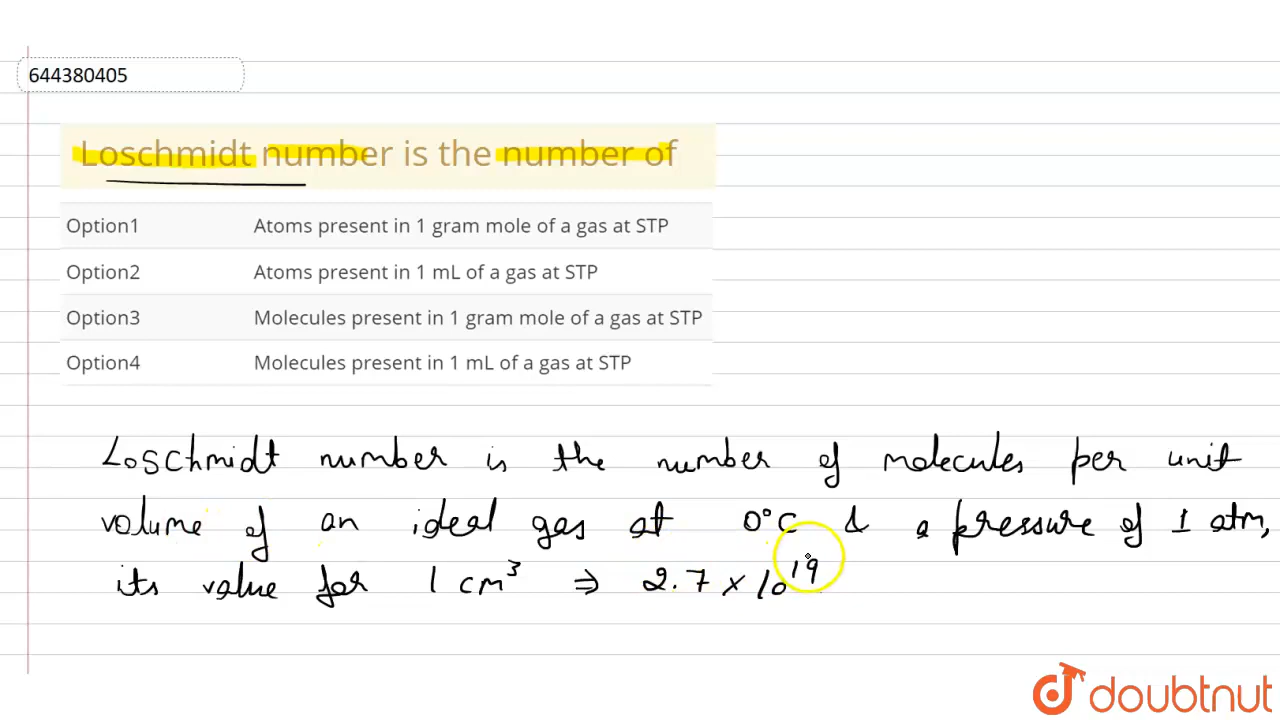 644380405
Loschmidt number is the number of
Option1 Atoms present in 1 gram mole of a gas at STP
Option2 Atoms present in 1 mL of a gas at STP
Option3 Molecules present in 1 gram mole of a gas at STP
Option4 Molecules present in 1 mL of a gas at STP
Loschmidt number is the number of molecules per unit
volume of an ideal gas at 0°C & a pressure of 1 atm,
its value for 1 cm³ ⇒ 2.7 × 10¹⁹
doubtnut